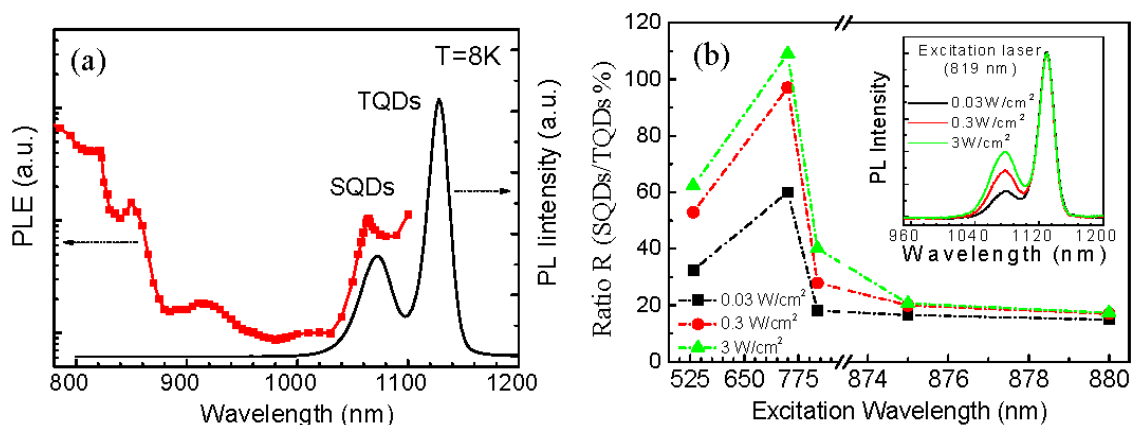 (a)
T=8K
TQDs
SQDs
PLE (a.u.)
PL lintensity (a.u.)
800
900
1000
1100
1200
Wavelength (nm)
(b)
Ratio R (SQDs/TQDs %)
120
100
80
60
40
20
0
0.03 W/cm²
0.3 W/cm²
3 W/cm²
525
650
775
874
876
878
880
Excitation Wavelength (nm)
Excitation laser
(819 nm)
0.03W/cm²
0.3W/cm²
3W/cm²
PL Intensity
960
1040
1120
1200
Wavelength (nm)